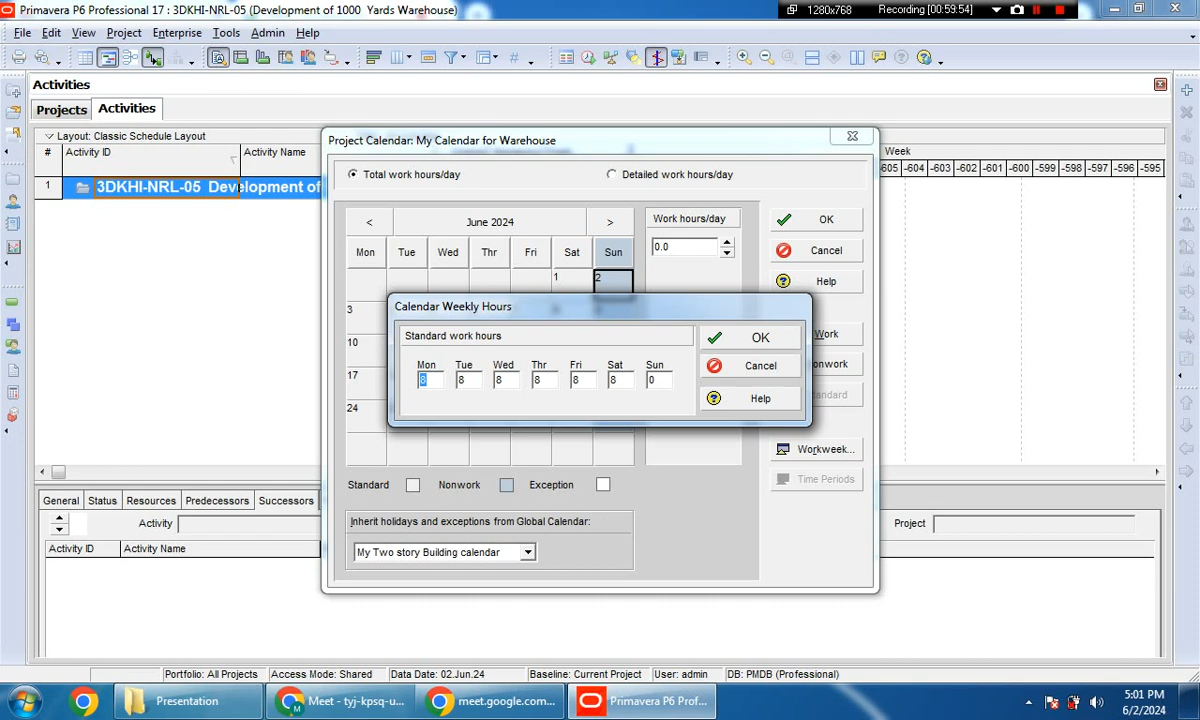 Primavera P6 Professional 17 : 3DKHI-NRL-05 (Development of 1000 Yards Warehouse)
1280x768
Recording [00:59:54]
File Edit View Project Enterprise Tools Admin Help
Activities
Projects Activities
Layout: Classic Schedule Layout
# Activity ID Activity Name
Week
605 -604 -603 -602 -601 -600 -599 -598 -597 -596 -595
1 3DKHI-NRL-05 Development of
Project Calendar: My Calendar for Warehouse
Total work hours/day Detailed work hours/day
< June 2024 >
Work hours/day
0.0
Mon Tue Wed Thr Fri Sat Sun
1 2
3
10
17
24
OK
Cancel
Help
Work
onwork
Workweek...
Time Periods
Calendar Weekly Hours
Standard work hours
Mon Tue Wed Thr Fri Sat Sun
8 8 8 8 8 8 0
OK
Cancel
Help
Standard Nonwork Exception
Inherit holidays and exceptions from Global Calendar:
My Two story Building calendar
General Status Resources Predecessors Successors
Activity Project
Activity ID Activity Name
Portfolio: All Projects Access Mode: Shared Data Date: 02.Jun.24 Baseline: Current Project User: admin DB: PMDB (Professional)
Presentation
Meet - tyj-kpsq-u...
meet.google.com...
Primavera P6 Prof...
5:01 PM
6/2/2024